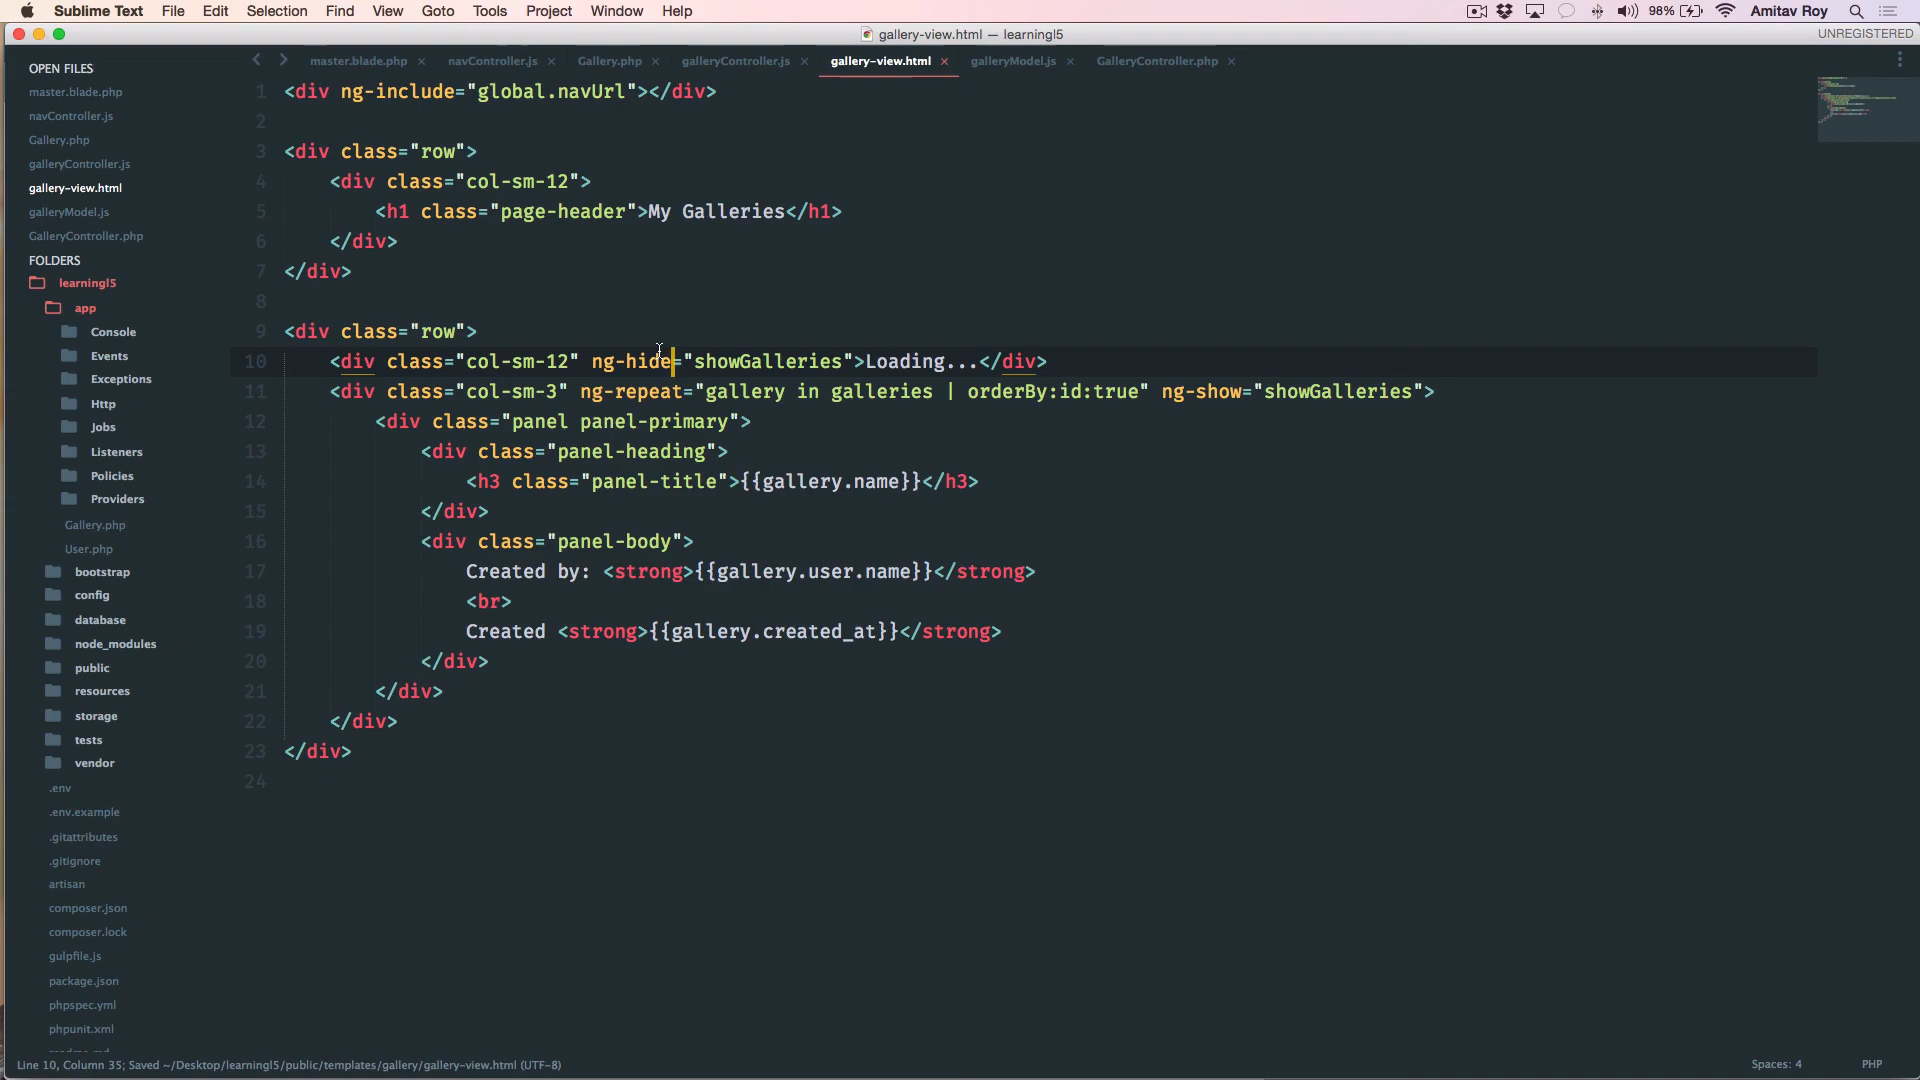 Sublime Text File Edit Selection Find View Goto Tools Project Window Help 98% Amitav Roy
gallery-view.html — learningl5 UNREGISTERED
OPEN FILES
master.blade.php
navController.js
Gallery.php
galleryController.js
gallery-view.html
galleryModel.js
GalleryController.php
FOLDERS
learningl5
app
Console
Events
Exceptions
Http
Jobs
Listeners
Policies
Providers
Gallery.php
User.php
bootstrap
config
database
node_modules
public
resources
storage
tests
vendor
.env
.env.example
.gitattributes
.gitignore
artisan
composer.json
composer.lock
gulpfile.js
package.json
phpspec.yml
phpunit.xml
master.blade.php × navController.js × Gallery.php × galleryController.js × gallery-view.html × galleryModel.js × GalleryController.php ×
1 <div ng-include="global.navUrl"></div>
2
3 <div class="row">
4 <div class="col-sm-12">
5 <h1 class="page-header">My Galleries</h1>
6 </div>
7 </div>
8
9 <div class="row">
10 <div class="col-sm-12" ng-hide="showGalleries">Loading...</div>
11 <div class="col-sm-3" ng-repeat="gallery in galleries | orderBy:id:true" ng-show="showGalleries">
12 <div class="panel panel-primary">
13 <div class="panel-heading">
14 <h3 class="panel-title">{{gallery.name}}</h3>
15 </div>
16 <div class="panel-body">
17 Created by: <strong>{{gallery.user.name}}</strong>
18 <br>
19 Created <strong>{{gallery.created_at}}</strong>
20 </div>
21 </div>
22 </div>
23 </div>
24
Line 10, Column 35; Saved ~/Desktop/learningl5/public/templates/gallery/gallery-view.html (UTF-8) Spaces: 4 PHP